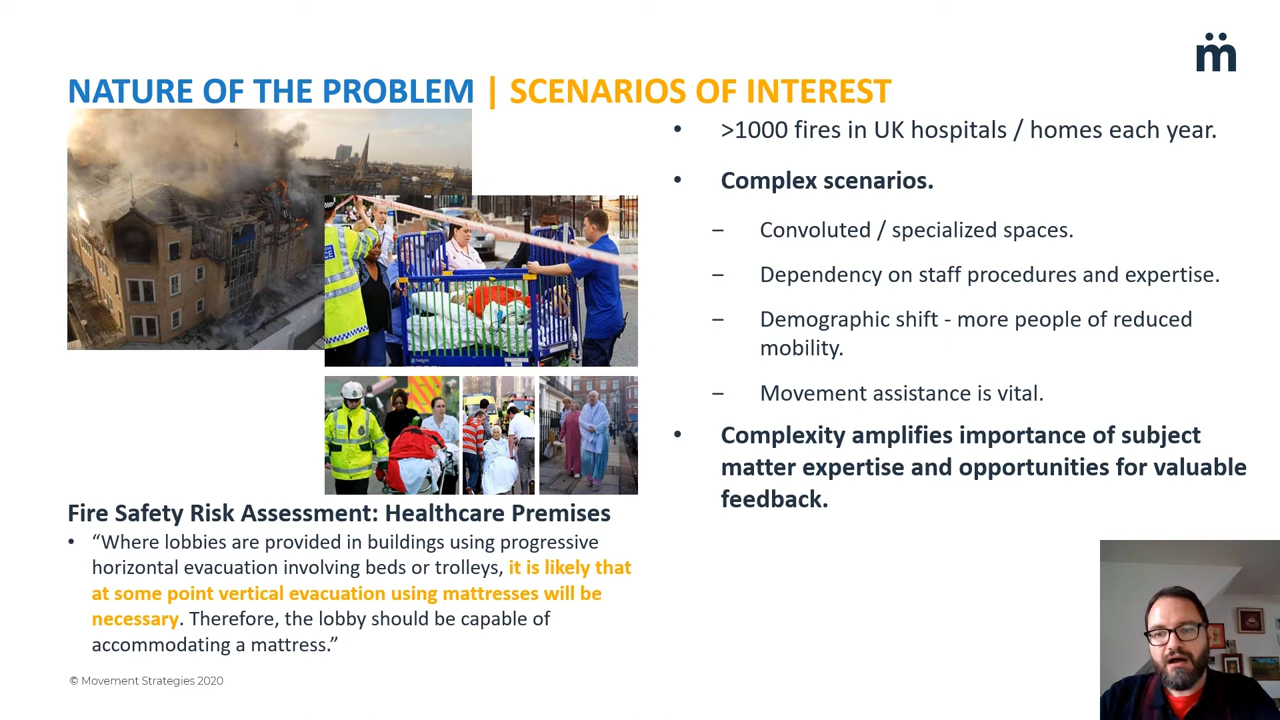 m̈
NATURE OF THE PROBLEM | SCENARIOS OF INTEREST
• >1000 fires in UK hospitals / homes each year.
• Complex scenarios.
– Convoluted / specialized spaces.
– Dependency on staff procedures and expertise.
– Demographic shift - more people of reduced
mobility.
– Movement assistance is vital.
• Complexity amplifies importance of subject
matter expertise and opportunities for valuable
feedback.
Fire Safety Risk Assessment: Healthcare Premises
• “Where lobbies are provided in buildings using progressive
horizontal evacuation involving beds or trolleys, it is likely that
at some point vertical evacuation using mattresses will be
necessary. Therefore, the lobby should be capable of
accommodating a mattress.”
© Movement Strategies 2020